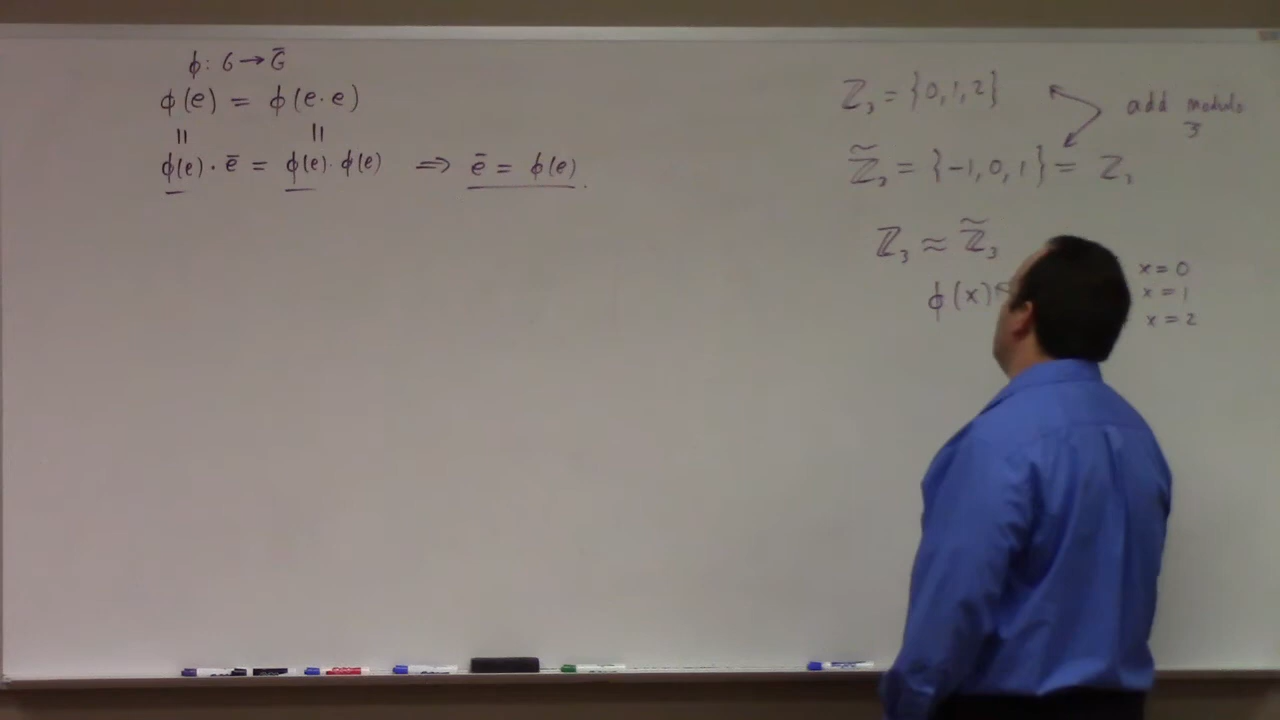 ϕ: G → Ḡ
ϕ(e) = ϕ(e·e)
|| ||
ϕ(e)·ē = ϕ(e)·ϕ(e) ⇒ ē = ϕ(e).
ℤ₃ = {0,1,2}
add modulo
3
ℤ̃₃ = {-1,0,1} = ℤ₃
ℤ₃ ≈ ℤ̃₃
ϕ(x)
x = 0
x = 1
x = 2